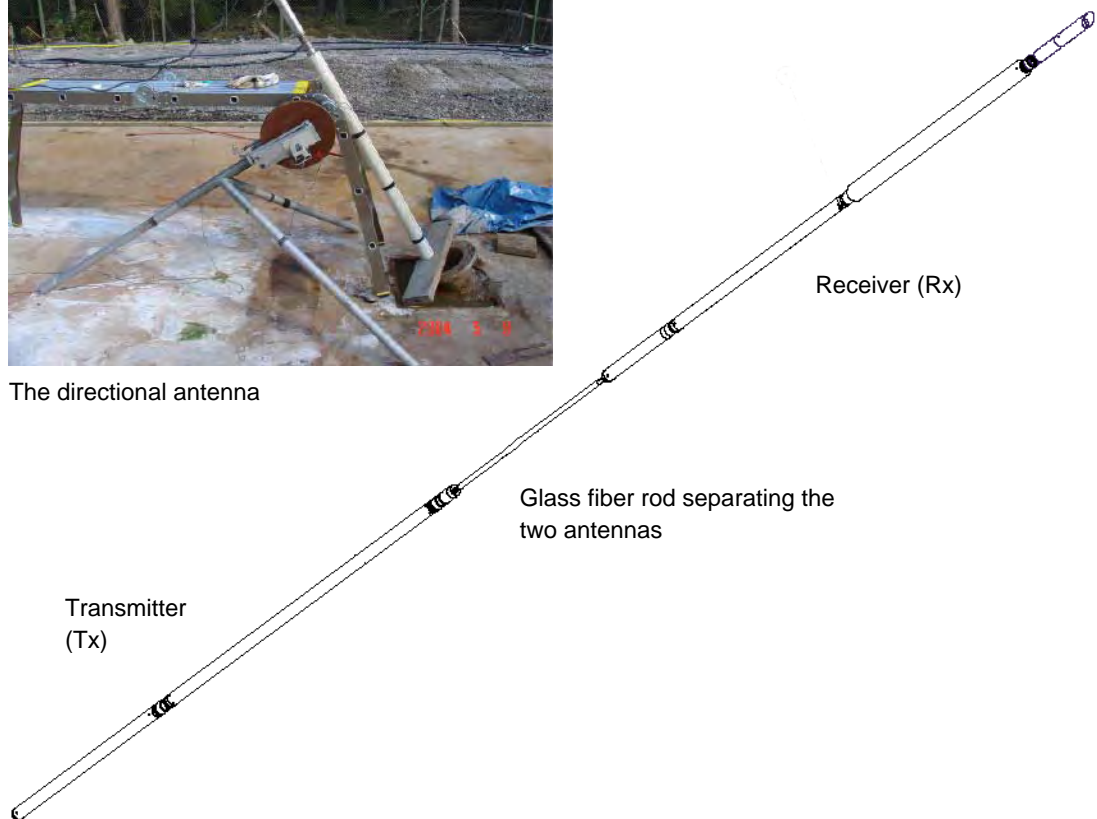 The directional antenna
Receiver (Rx)
Glass fiber rod separating the
two antennas
Transmitter
(Tx)